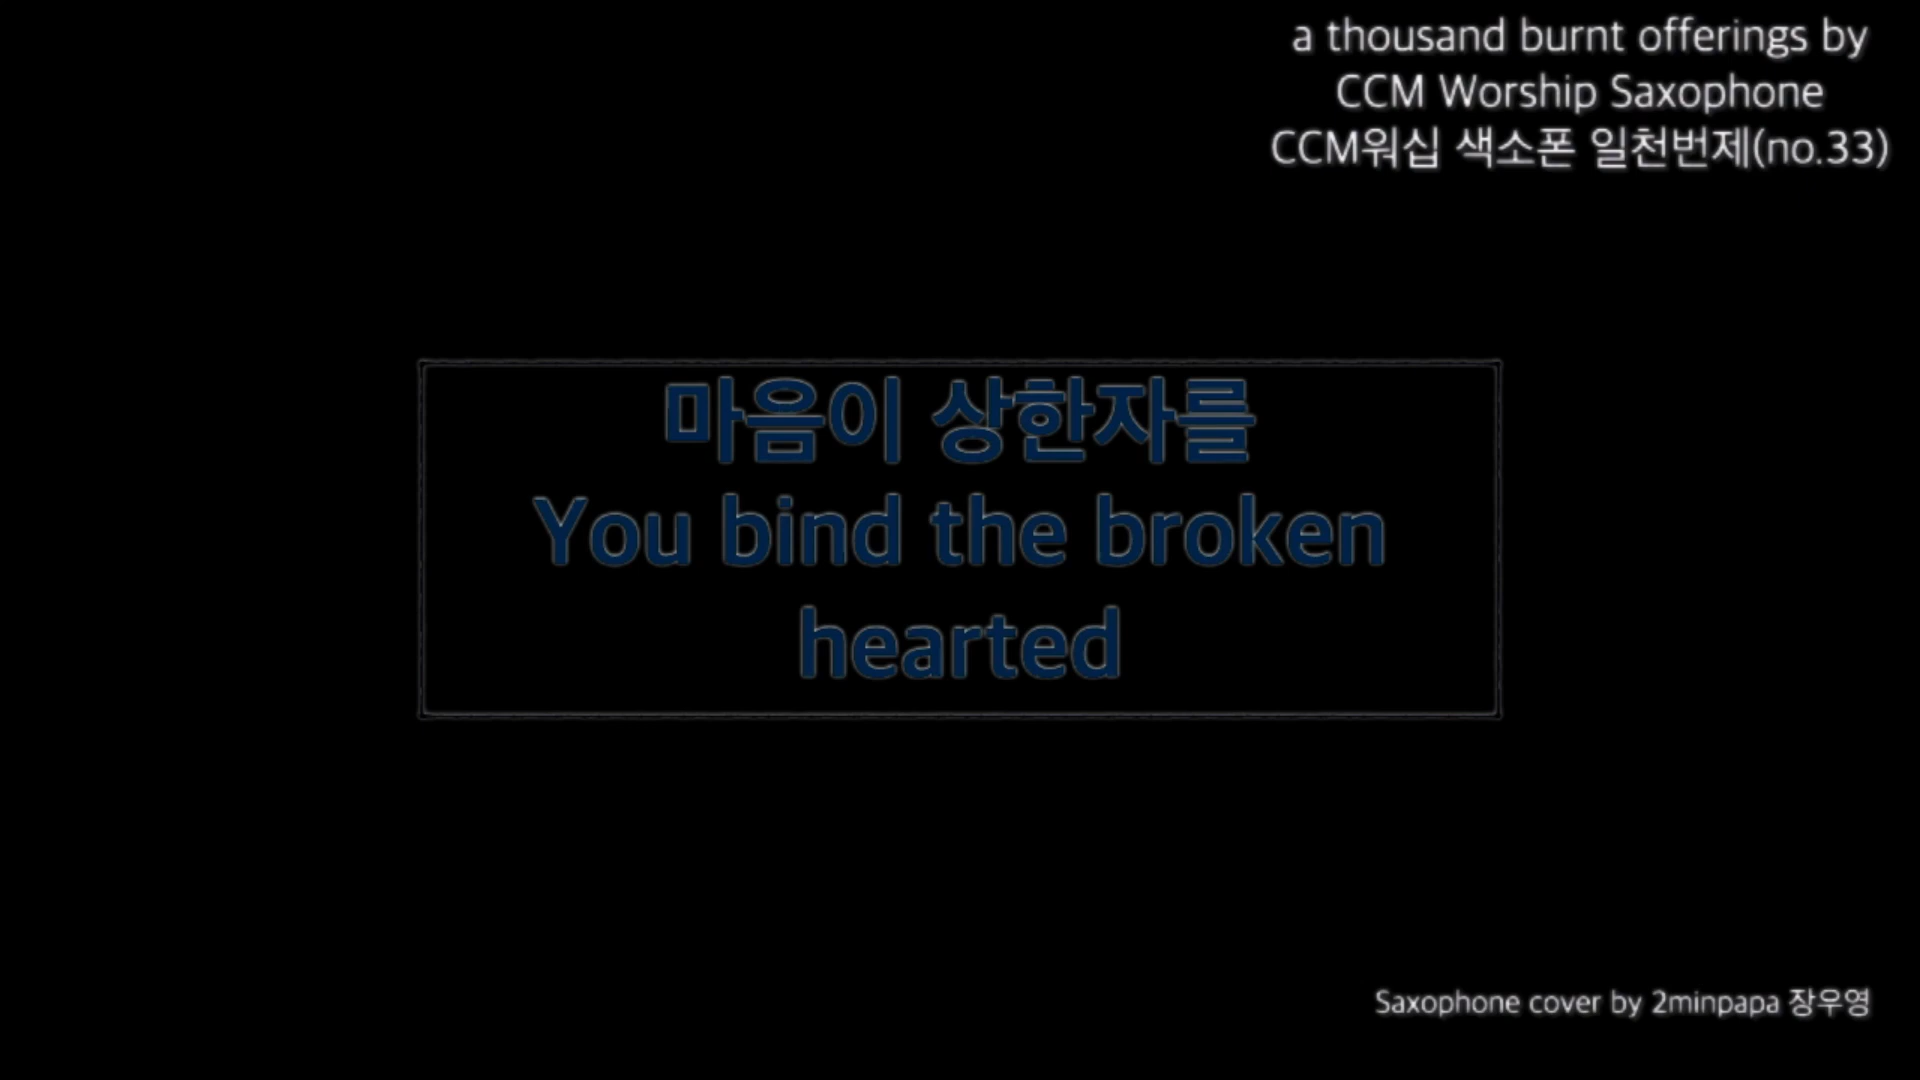 a thousand burnt offerings by
CCM Worship Saxophone
CCM워십 색소폰 일천번제(no.33)
마음이 상한자를
You bind the broken
hearted
Saxophone cover by 2minpapa 장우영